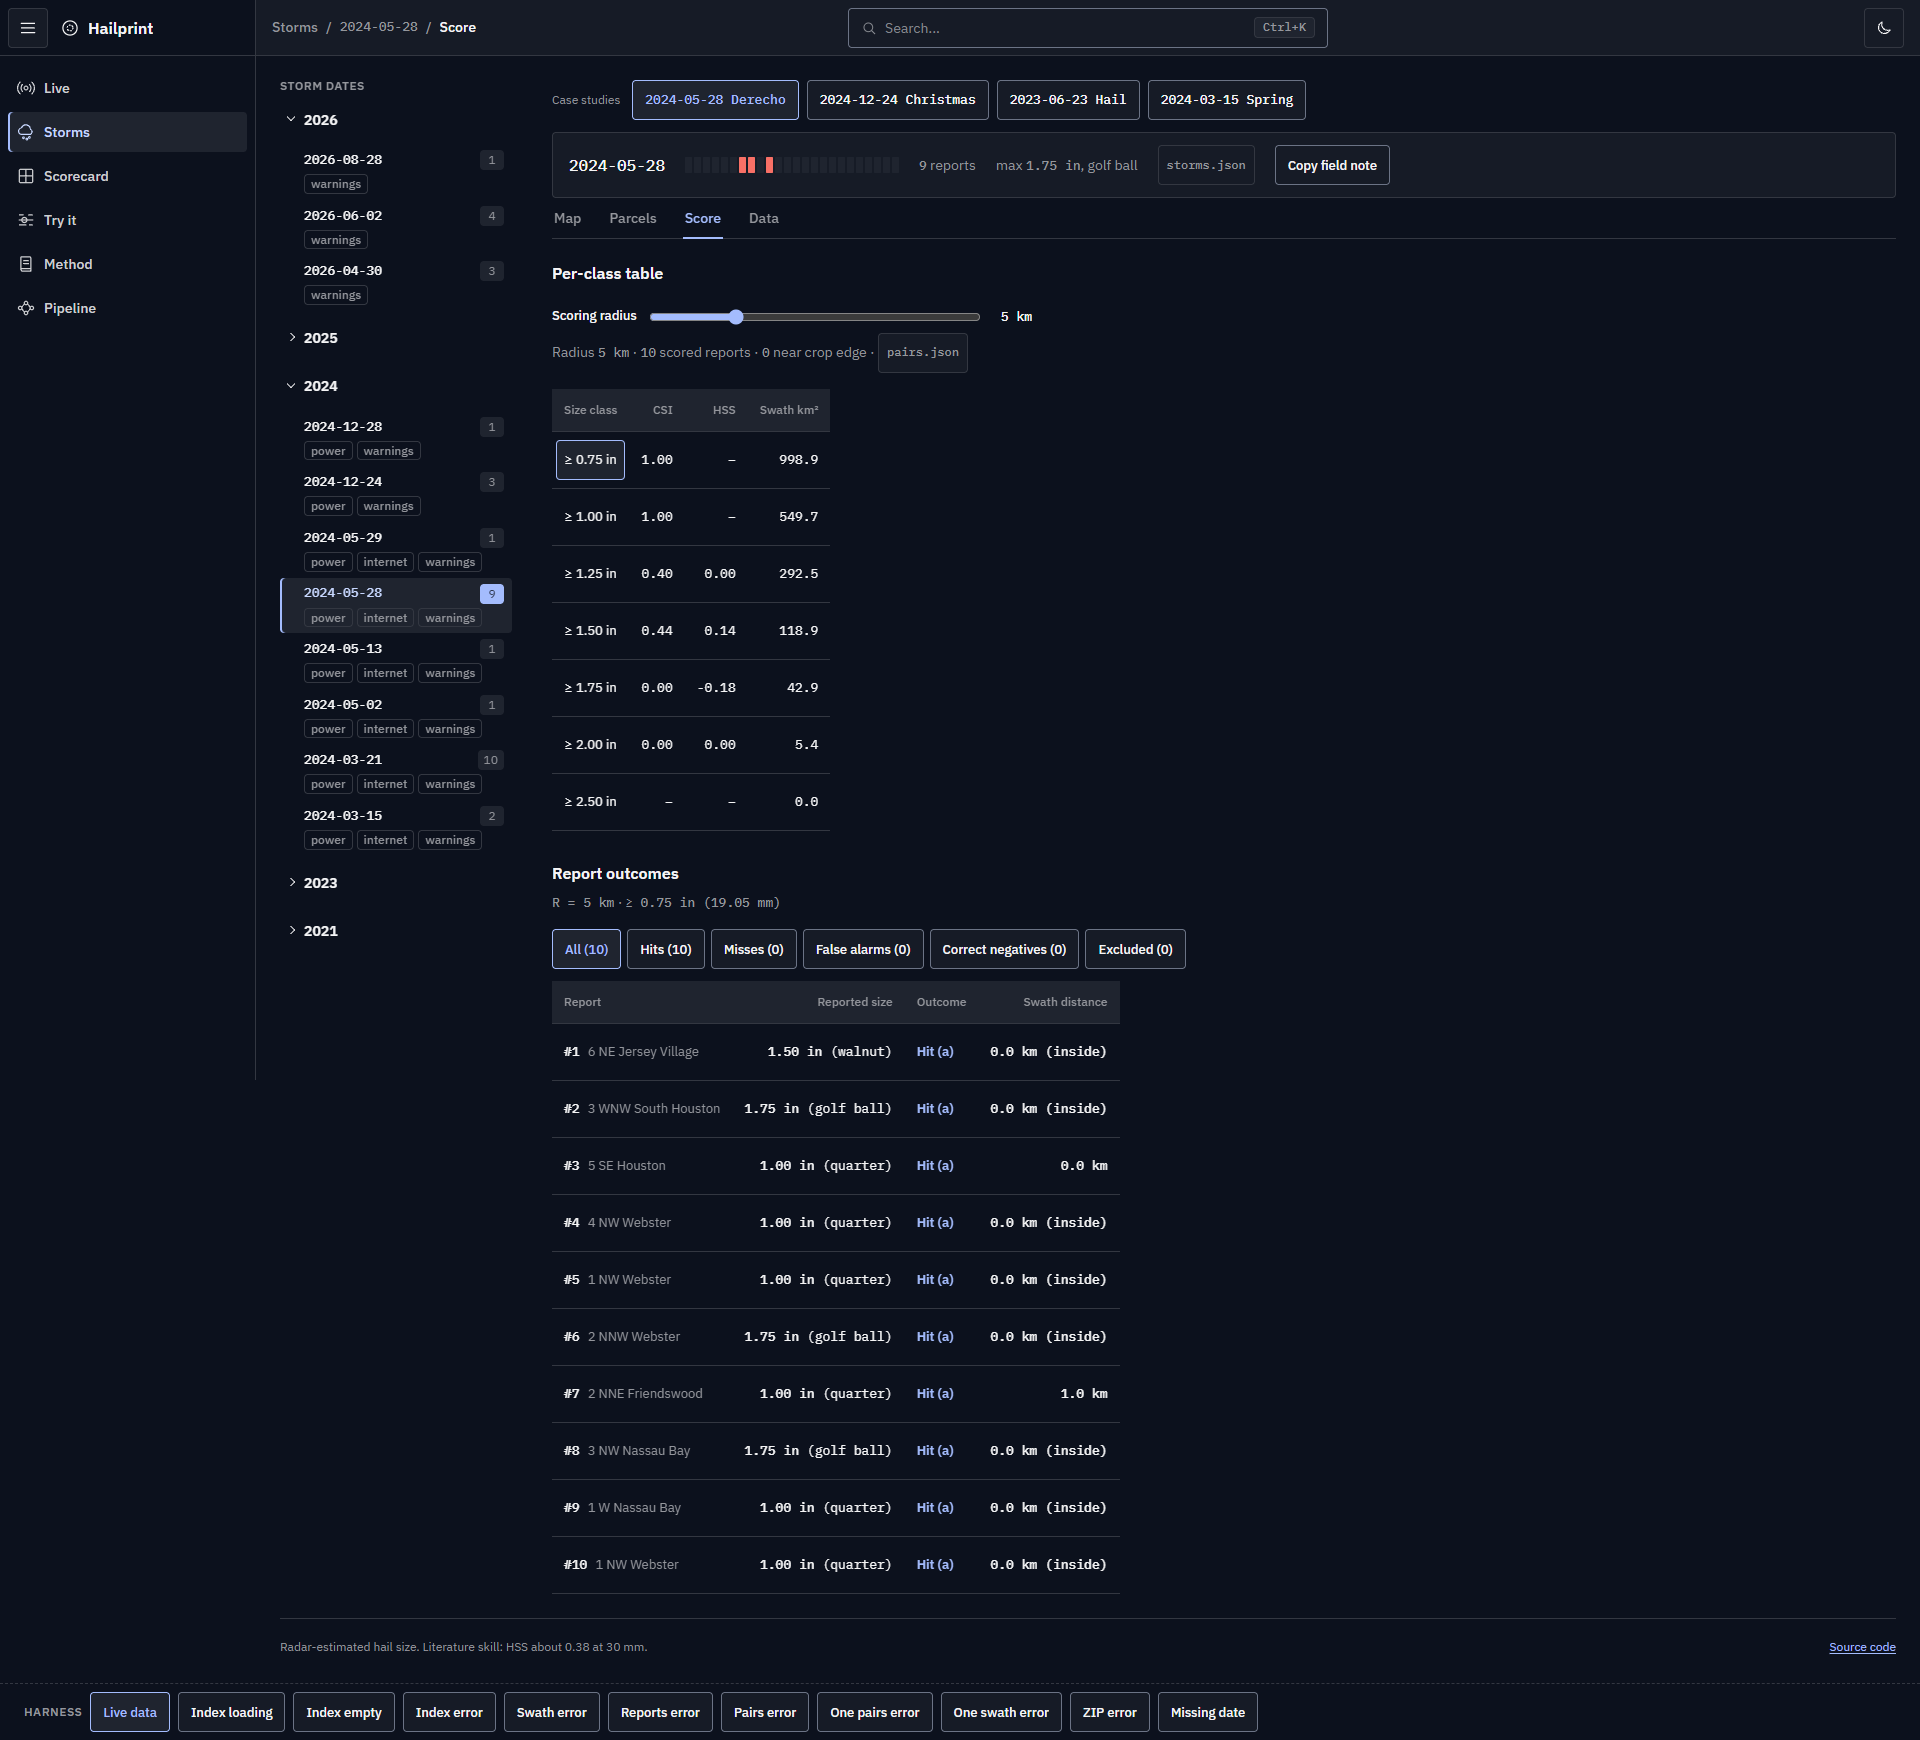 Hailprint
Storms / 2024-05-28 / Score
Search...
Ctrl+K
Live
Storms
Scorecard
Try it
Method
Pipeline
STORM DATES
2026
2026-08-28 1
warnings
2026-06-02 4
warnings
2026-04-30 3
warnings
2025
2024
2024-12-28 1
power warnings
2024-12-24 3
power warnings
2024-05-29 1
power internet warnings
2024-05-28 9
power internet warnings
2024-05-13 1
power internet warnings
2024-05-02 1
power internet warnings
2024-03-21 10
power internet warnings
2024-03-15 2
power internet warnings
2023
2021
Case studies 2024-05-28 Derecho 2024-12-24 Christmas 2023-06-23 Hail 2024-03-15 Spring
2024-05-28 9 reports max 1.75 in, golf ball storms.json Copy field note
Map Parcels Score Data
Per-class table
Scoring radius 5 km
Radius 5 km · 10 scored reports · 0 near crop edge · pairs.json
Size class CSI HSS Swath km²
≥ 0.75 in 1.00 – 998.9
≥ 1.00 in 1.00 – 549.7
≥ 1.25 in 0.40 0.00 292.5
≥ 1.50 in 0.44 0.14 118.9
≥ 1.75 in 0.00 -0.18 42.9
≥ 2.00 in 0.00 0.00 5.4
≥ 2.50 in – – 0.0
Report outcomes
R = 5 km · ≥ 0.75 in (19.05 mm)
All (10) Hits (10) Misses (0) False alarms (0) Correct negatives (0) Excluded (0)
Report Reported size Outcome Swath distance
#1 6 NE Jersey Village 1.50 in (walnut) Hit (a) 0.0 km (inside)
#2 3 WNW South Houston 1.75 in (golf ball) Hit (a) 0.0 km (inside)
#3 5 SE Houston 1.00 in (quarter) Hit (a) 0.0 km
#4 4 NW Webster 1.00 in (quarter) Hit (a) 0.0 km (inside)
#5 1 NW Webster 1.00 in (quarter) Hit (a) 0.0 km (inside)
#6 2 NNW Webster 1.75 in (golf ball) Hit (a) 0.0 km (inside)
#7 2 NNE Friendswood 1.00 in (quarter) Hit (a) 1.0 km
#8 3 NW Nassau Bay 1.75 in (golf ball) Hit (a) 0.0 km (inside)
#9 1 W Nassau Bay 1.00 in (quarter) Hit (a) 0.0 km (inside)
#10 1 NW Webster 1.00 in (quarter) Hit (a) 0.0 km (inside)
Radar-estimated hail size. Literature skill: HSS about 0.38 at 30 mm.
Source code
HARNESS Live data Index loading Index empty Index error Swath error Reports error Pairs error One pairs error One swath error ZIP error Missing date